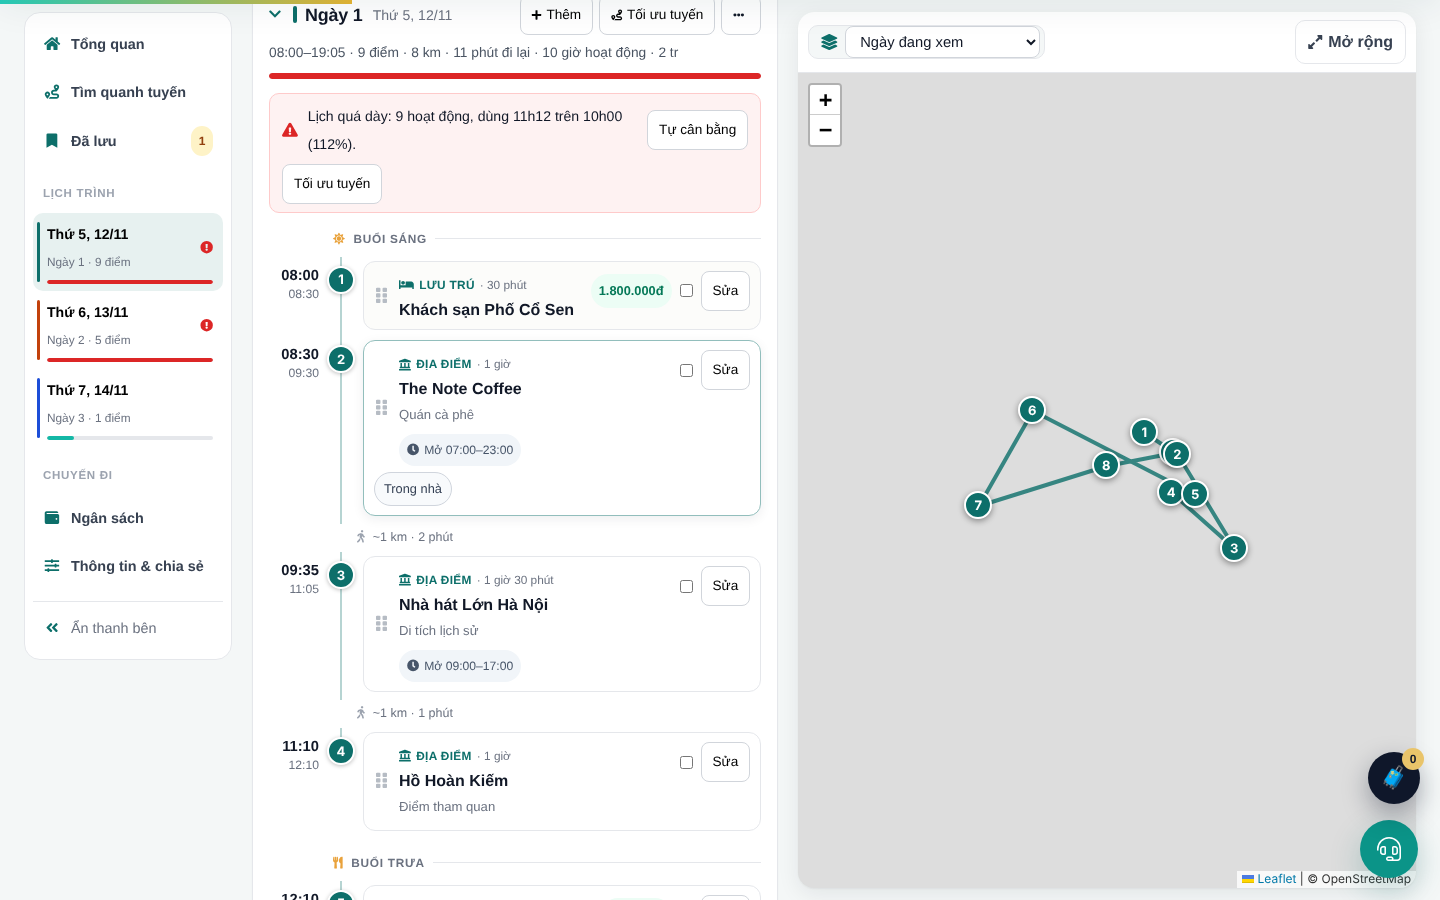 Tổng quan
Tìm quanh tuyến
Đã lưu
1
LỊCH TRÌNH
Thứ 5, 12/11
Ngày 1 · 9 điểm
Thứ 6, 13/11
Ngày 2 · 5 điểm
Thứ 7, 14/11
Ngày 3 · 1 điểm
CHUYẾN ĐI
Ngân sách
Thông tin & chia sẻ
Ẩn thanh bên
Ngày 1 Thứ 5, 12/11
Thêm
Tối ưu tuyến
08:00–19:05 · 9 điểm · 8 km · 11 phút đi lại · 10 giờ hoạt động · 2 tr
Lịch quá dày: 9 hoạt động, dùng 11h12 trên 10h00
(112%).
Tự cân bằng
Tối ưu tuyến
BUỔI SÁNG
08:00
08:30
1
LƯU TRÚ · 30 phút
Khách sạn Phố Cổ Sen
1.800.000đ
Sửa
08:30
09:30
2
ĐỊA ĐIỂM · 1 giờ
The Note Coffee
Quán cà phê
Mở 07:00–23:00
Trong nhà
Sửa
~1 km · 2 phút
09:35
11:05
3
ĐỊA ĐIỂM · 1 giờ 30 phút
Nhà hát Lớn Hà Nội
Di tích lịch sử
Mở 09:00–17:00
Sửa
~1 km · 1 phút
11:10
12:10
4
ĐỊA ĐIỂM · 1 giờ
Hồ Hoàn Kiếm
Điểm tham quan
Sửa
BUỔI TRƯA
12:10
Ngày đang xem
Mở rộng
+
−
6
1
2
8
4
5
7
3
0
Leaflet | © OpenStreetMap